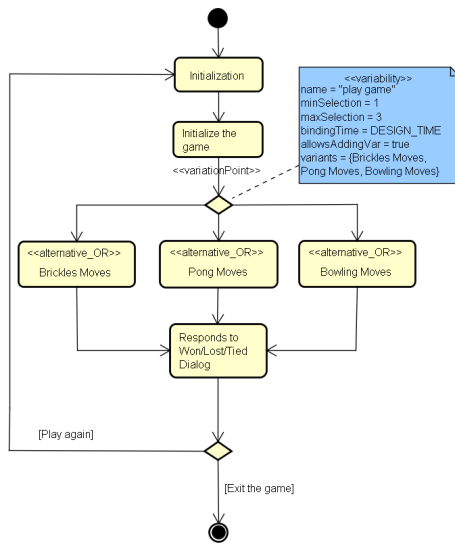 Initialization
<<variability>>
name = "play game"
minSelection = 1
maxSelection = 3
bindingTime = DESIGN_TIME
allowsAddingVar = true
variants = {Brickles Moves,
Pong Moves, Bowling Moves}
Initialize the
game
<<variationPoint>>
<<alternative_OR>>
Brickles Moves
<<alternative_OR>>
Pong Moves
<<alternative_OR>>
Bowling Moves
Responds to
Won/Lost/Tied
Dialog
[Play again]
[Exit the game]